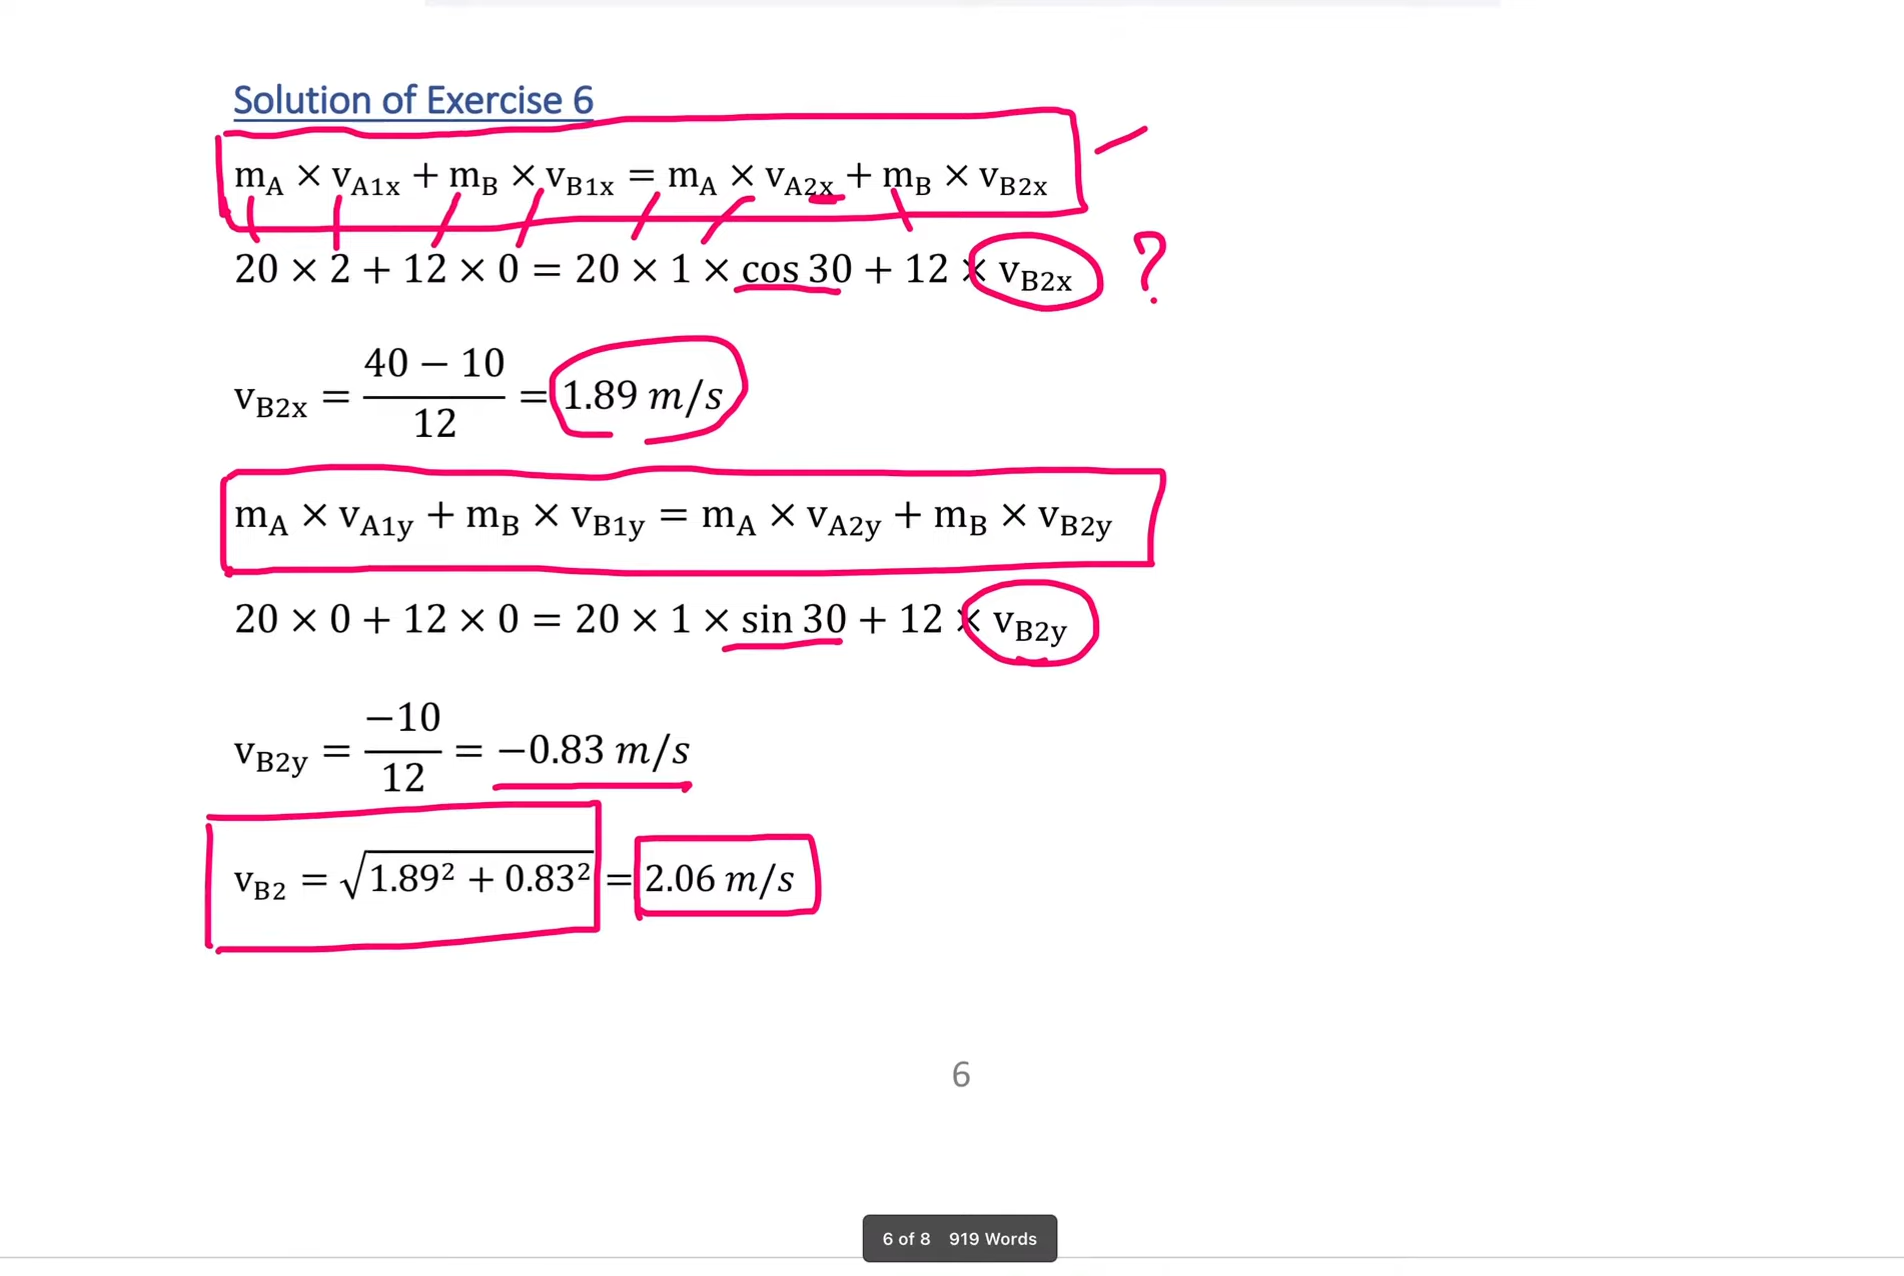 Solution of Exercise 6
m_A × v_A1x + m_B × v_B1x = m_A × v_A2x + m_B × v_B2x
20 × 2 + 12 × 0 = 20 × 1 × cos 30 + 12 × v_B2x ?
v_B2x = (40 − 10)/12 = 1.89 m/s
m_A × v_A1y + m_B × v_B1y = m_A × v_A2y + m_B × v_B2y
20 × 0 + 12 × 0 = 20 × 1 × sin 30 + 12 × v_B2y
v_B2y = −10/12 = −0.83 m/s
v_B2 = √(1.89² + 0.83²) = 2.06 m/s
6
6 of 8 919 Words